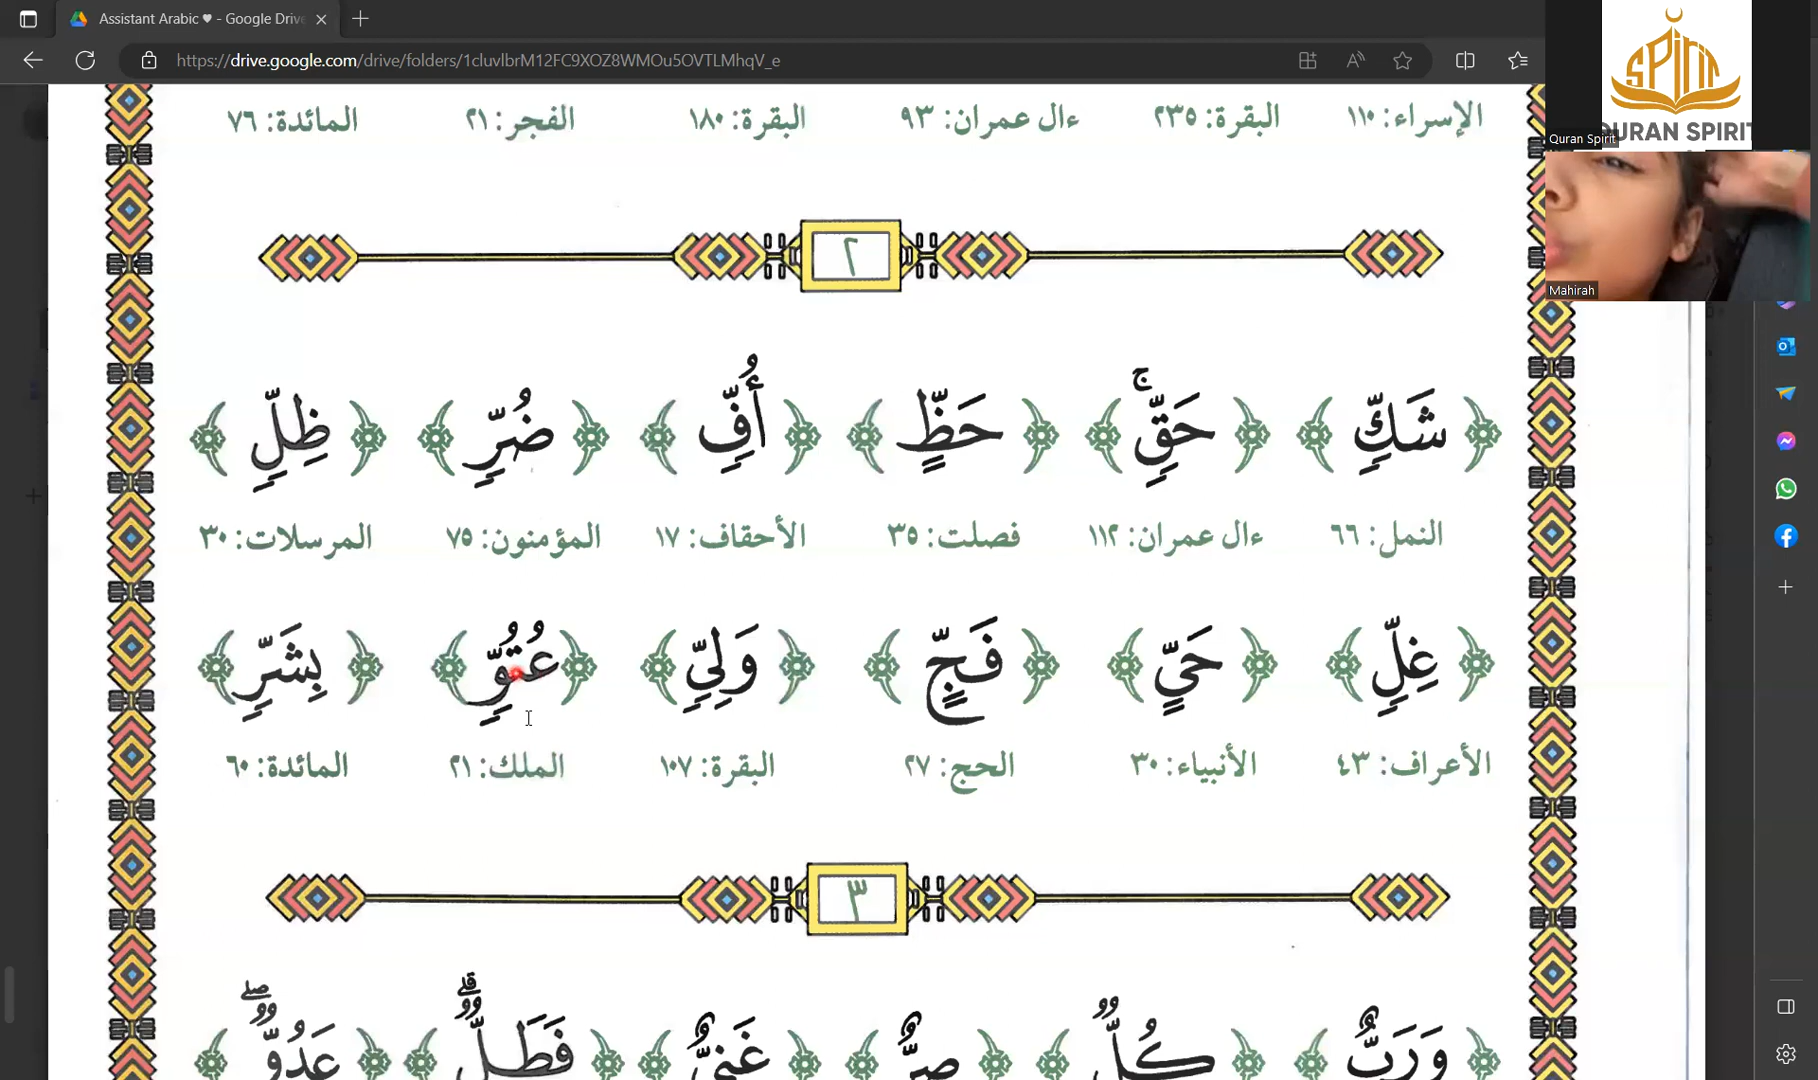 Assistant Arabic ♥ - Google Drive
https://drive.google.com/drive/folders/1cluvlbrM12FC9XOZ8WMOu5OVTLMhqV_e
SPIRIT
QURAN SPIRIT
Quran Spirit
Mahirah
الإسراء: ١١٠ البقرة: ٢٣٥ ءال عمران: ٩٣ البقرة: ١٨٠ الفجر: ٢١ المائدة: ٧٦
٢
شَكٍّ حَقٍّۚ حَظٍّ أُفٍّ ضُرٍّ ظِلٍّ
النمل: ٦٦ ءال عمران: ١١٢ فصلت: ٣٥ الأحقاف: ١٧ المؤمنون: ٧٥ المرسلات: ٣٠
غِلٍّ حَيٍّ فَجٍّ وَلِيٍّ عُتُوٍّ بِشَرٍّ
الأعراف: ٤٣ الأنبياء: ٣٠ الحج: ٢٧ البقرة: ١٠٧ الملك: ٢١ المائدة: ٦٠
٣
وَرَبٌّ كُلٌّ صِرٌّ غَنِيٌّ فَطَلٌّۗ عَدُوٌّۖ